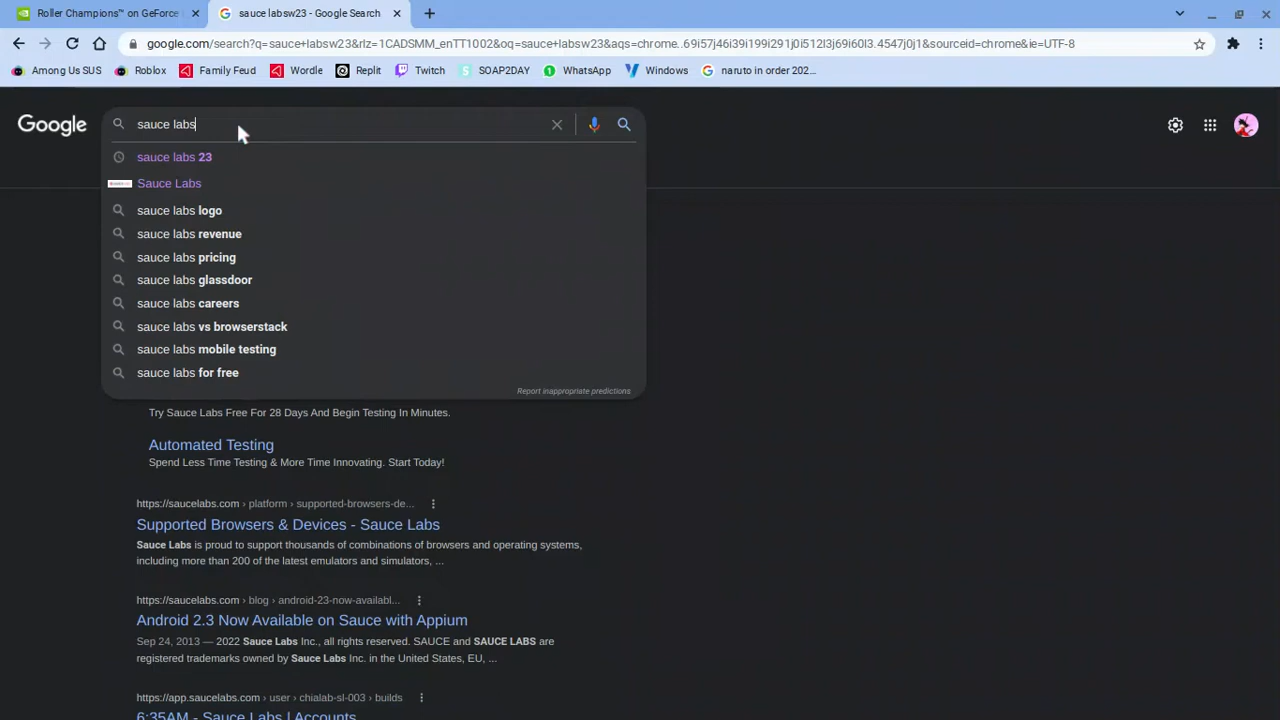 Roller Champions™ on GeForce
sauce labsw23 - Google Search
google.com/search?q=sauce+labsw23&rlz=1CADSMM_enTT1002&oq=sauce+labsw23&aqs=chrome..69i57j46i39i199i291j0i512l3j69i60l3.4547j0j1&sourceid=chrome&ie=UTF-8
Among Us SUS Roblox Family Feud Wordle Replit Twitch SOAP2DAY WhatsApp Windows naruto in order 202...
Google sauce labs
sauce labs 23
Sauce Labs
sauce labs logo
sauce labs revenue
sauce labs pricing
sauce labs glassdoor
sauce labs careers
sauce labs vs browserstack
sauce labs mobile testing
sauce labs for free
Report inappropriate predictions
Try Sauce Labs Free For 28 Days And Begin Testing In Minutes.
Automated Testing
Spend Less Time Testing & More Time Innovating. Start Today!
https://saucelabs.com › platform › supported-browsers-de...
Supported Browsers & Devices - Sauce Labs
Sauce Labs is proud to support thousands of combinations of browsers and operating systems,
including more than 200 of the latest emulators and simulators, ...
https://saucelabs.com › blog › android-23-now-availabl...
Android 2.3 Now Available on Sauce with Appium
Sep 24, 2013 — 2022 Sauce Labs Inc., all rights reserved. SAUCE and SAUCE LABS are
registered trademarks owned by Sauce Labs Inc. in the United States, EU, ...
https://app.saucelabs.com › user › chialab-sl-003 › builds
6:35AM - Sauce Labs | Accounts